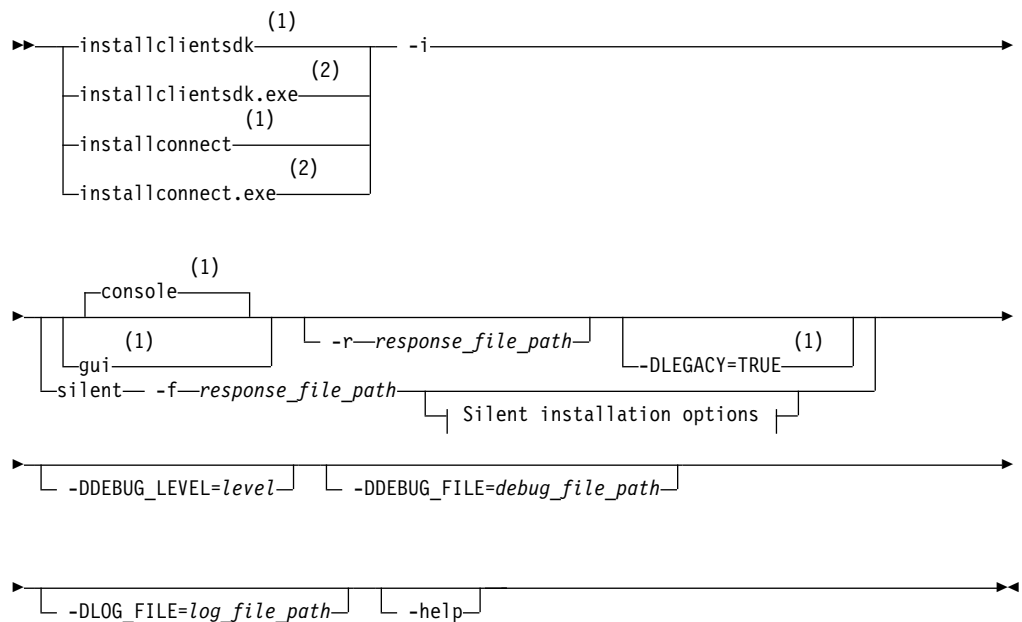 (1)
installclientsdk -i
(2)
installclientsdk.exe
(1)
installconnect
(2)
installconnect.exe
(1)
console
(1)
gui -r response_file_path -DLEGACY=TRUE (1)
silent -f response_file_path
Silent installation options
-DDEBUG_LEVEL=level -DDEBUG_FILE=debug_file_path
-DLOG_FILE=log_file_path -help